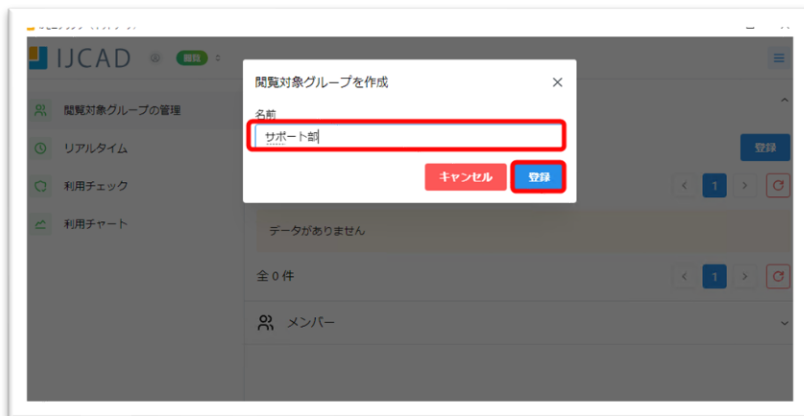 IJCAD
閲覧対象グループの管理
リアルタイム
利用チェック
利用チャート
閲覧対象グループを作成
名前
サポート部
キャンセル
登録
登録
1
データがありません
全0件
1
メンバー